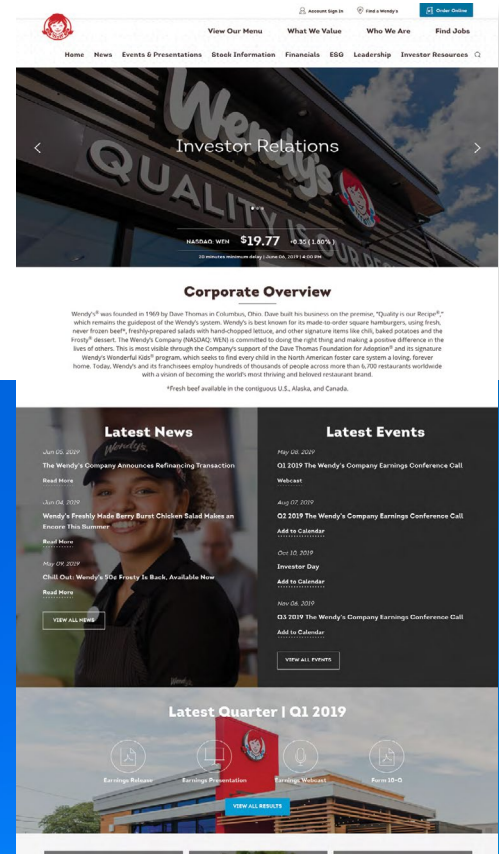 Account Sign In
Find a Wendy's
Order Online
View Our Menu
What We Value
Who We Are
Find Jobs
Home
News
Events & Presentations
Stock Information
Financials
ESG
Leadership
Investor Resources
Wendy's
QUALITY IS OUR
Investor Relations
NASDAQ: WEN $19.77 +0.35 ( 1.80% )
20 minutes minimum delay | June 06, 2019 | 4:00 PM
Corporate Overview
Wendy's® was founded in 1969 by Dave Thomas in Columbus, Ohio. Dave built his business on the premise, "Quality is our Recipe®,"
which remains the guidepost of the Wendy's system. Wendy's is best known for its made-to-order square hamburgers, using fresh,
never frozen beef*, freshly-prepared salads with hand-chopped lettuce, and other signature items like chili, baked potatoes and the
Frosty® dessert. The Wendy's Company (NASDAQ: WEN) is committed to doing the right thing and making a positive difference in the
lives of others. This is most visible through the Company's support of the Dave Thomas Foundation for Adoption® and its signature
Wendy's Wonderful Kids® program, which seeks to find every child in the North American foster care system a loving, forever
home. Today, Wendy's and its franchisees employ hundreds of thousands of people across more than 6,700 restaurants worldwide
with a vision of becoming the world's most thriving and beloved restaurant brand.
*Fresh beef available in the contiguous U.S., Alaska, and Canada.
Latest News
Wendy's
Jun 05, 2019
The Wendy's Company Announces Refinancing Transaction
Read More
Jun 04, 2019
Wendy's Freshly Made Berry Burst Chicken Salad Makes an
Encore This Summer
Read More
May 09, 2019
Chill Out: Wendy's 50¢ Frosty Is Back, Available Now
Read More
VIEW ALL NEWS
Wendy's
Latest Events
May 08, 2019
Q1 2019 The Wendy's Company Earnings Conference Call
Webcast
Aug 07, 2019
Q2 2019 The Wendy's Company Earnings Conference Call
Add to Calendar
Oct 10, 2019
Investor Day
Add to Calendar
Nov 06, 2019
Q3 2019 The Wendy's Company Earnings Conference Call
Add to Calendar
VIEW ALL EVENTS
Latest Quarter | Q1 2019
Earnings Release
Earnings Presentation
Earnings Webcast
Form 10-Q
VIEW ALL RESULTS